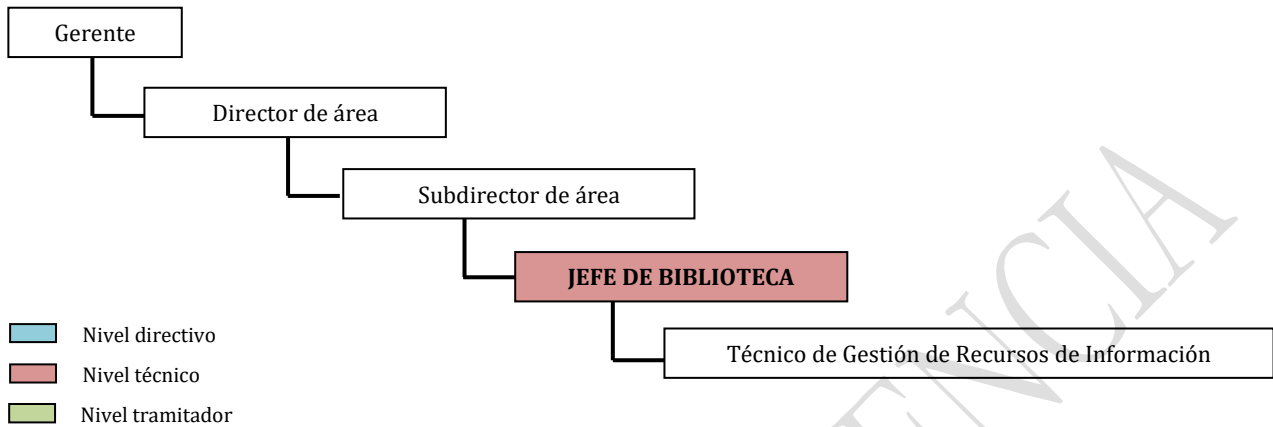 Gerente
Director de área
Subdirector de área
JEFE DE BIBLIOTECA
Técnico de Gestión de Recursos de Información
Nivel directivo
Nivel técnico
Nivel tramitador
ENCIA